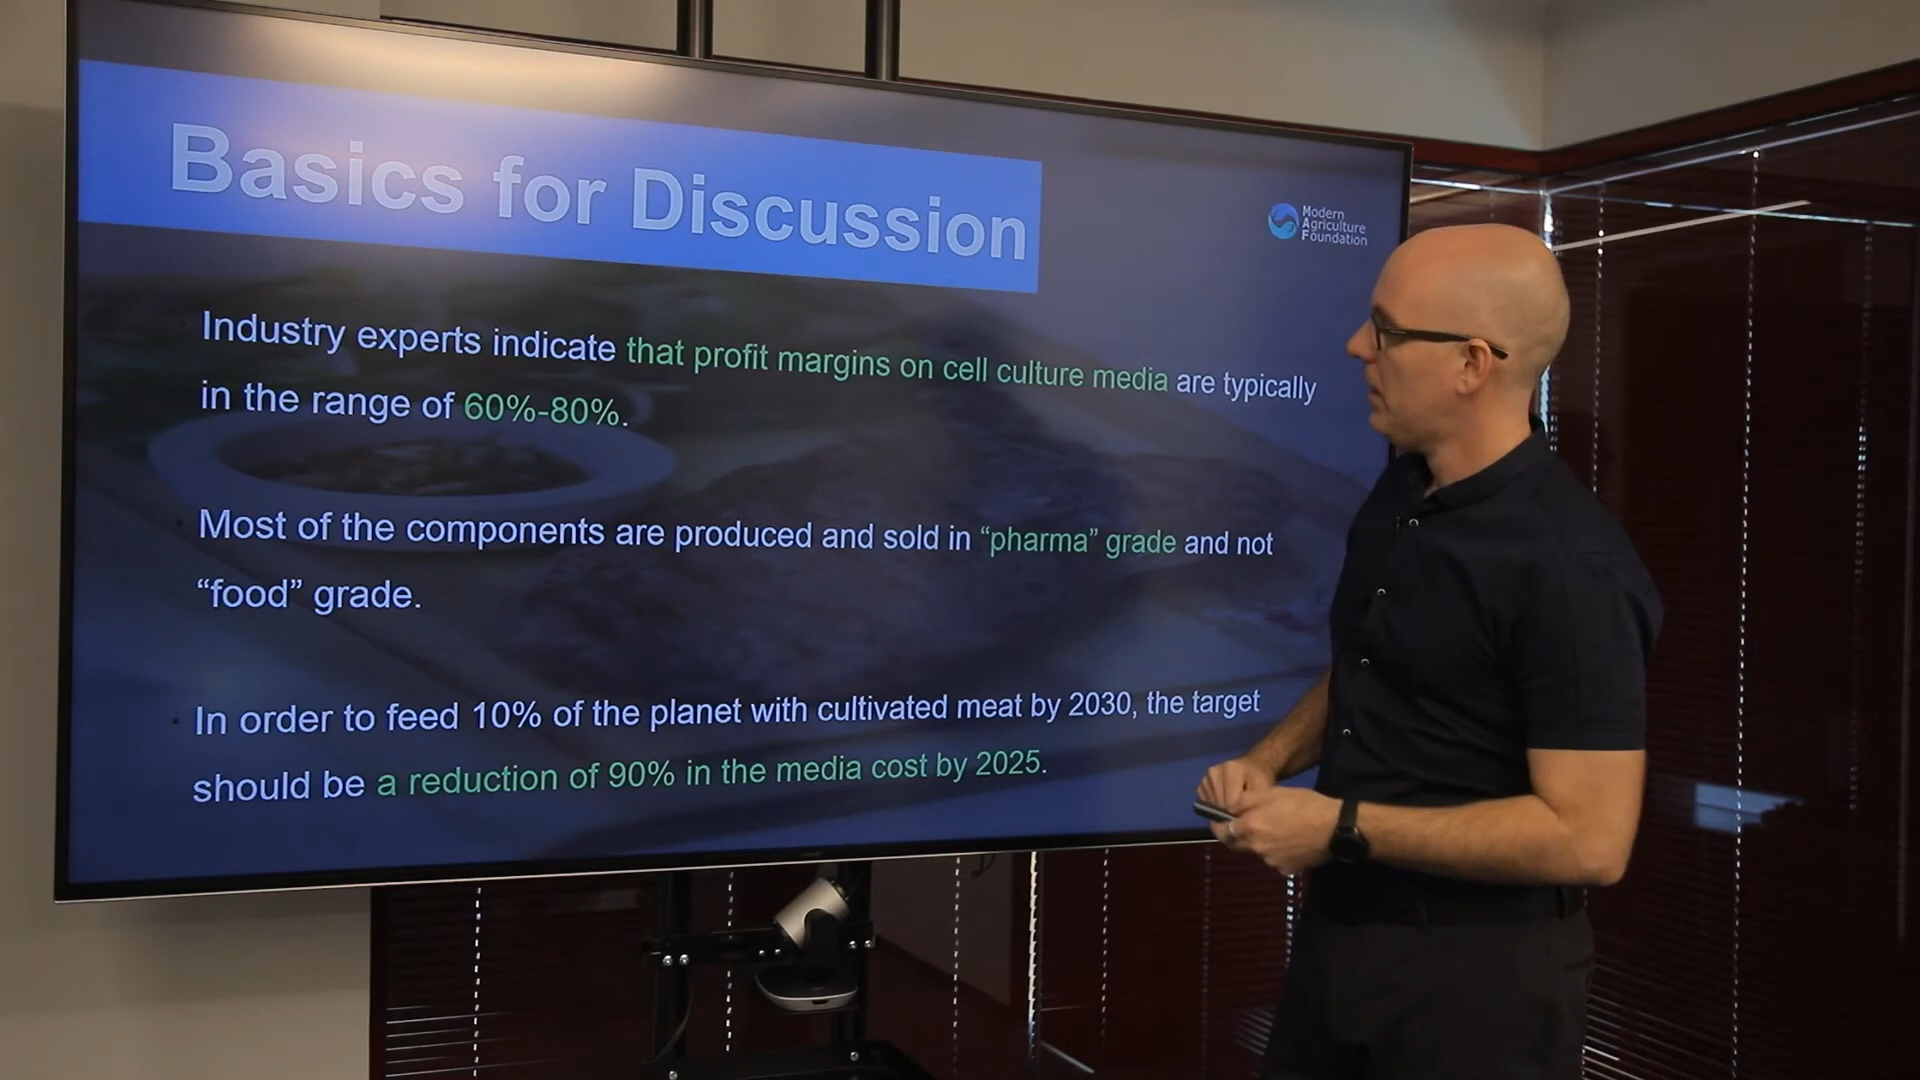 Basics for Discussion
Modern
Agriculture
Foundation
Industry experts indicate that profit margins on cell culture media are typically
in the range of 60%-80%.
Most of the components are produced and sold in “pharma” grade and not
“food” grade.
In order to feed 10% of the planet with cultivated meat by 2030, the target
should be a reduction of 90% in the media cost by 2025.